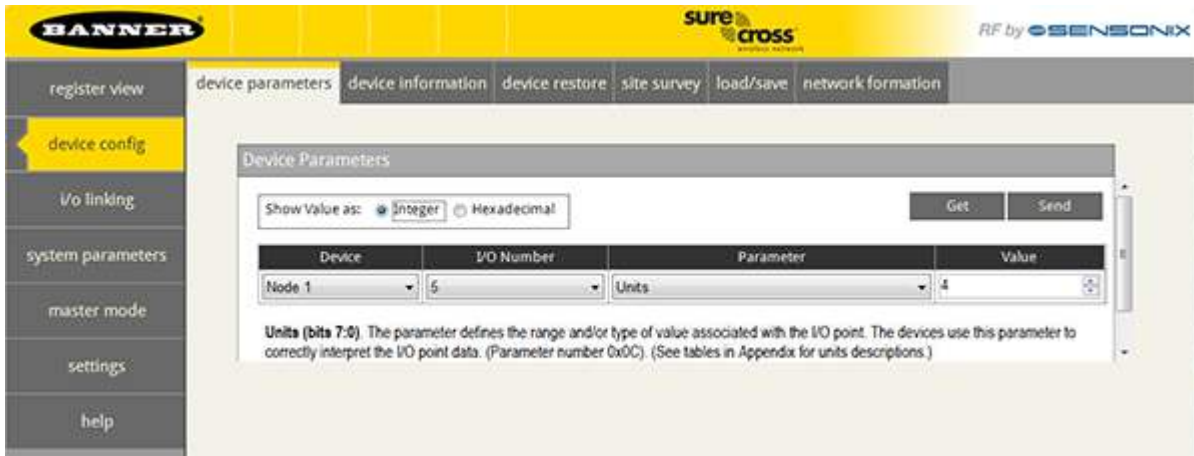 BANNER
sure cross
wireless network
RF by SENSONIX
register view
device config
i/o linking
system parameters
master mode
settings
help
device parameters device information device restore site survey load/save network formation
Device Parameters
Show Value as: Integer Hexadecimal
Get Send
Device I/O Number Parameter Value
Node 1 5 Units 4
Units (bits 7:0). The parameter defines the range and/or type of value associated with the I/O point. The devices use this parameter to
correctly interpret the I/O point data. (Parameter number 0x0C). (See tables in Appendix for units descriptions.)